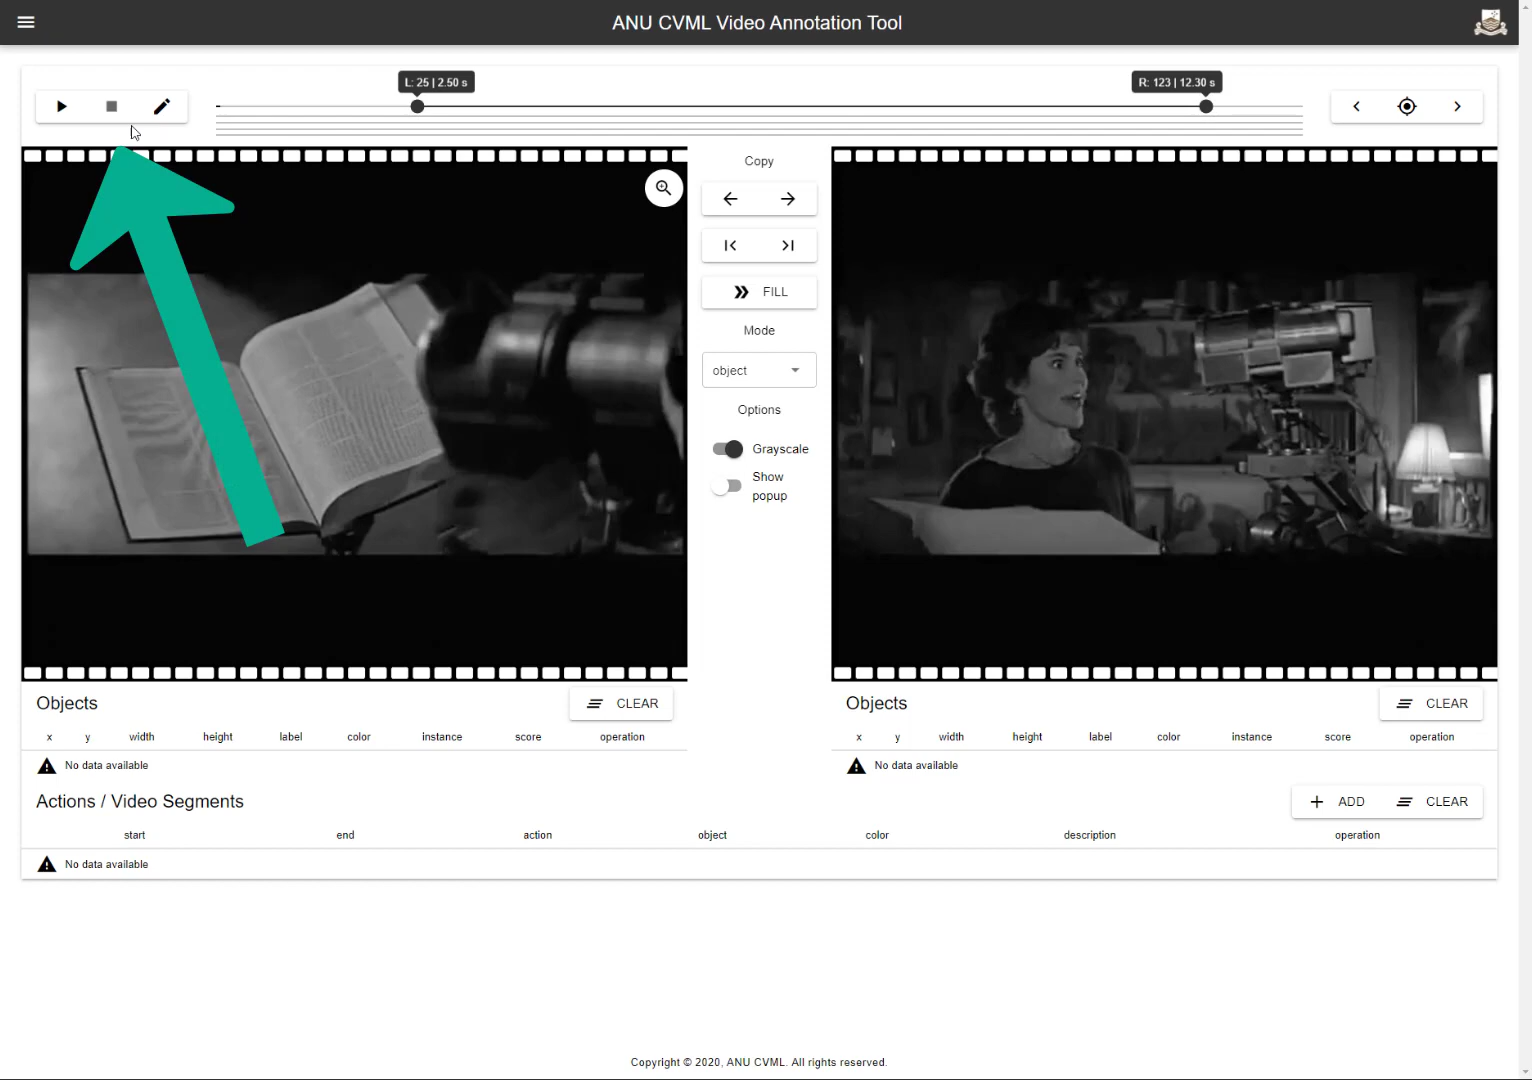 ANU CVML Video Annotation Tool
L: 25 | 2.50 s
R: 123 | 12.30 s
Copy
FILL
Mode
object
Options
Grayscale
Show
popup
Objects
CLEAR
x y width height label color instance score operation
No data available
Objects
CLEAR
x y width height label color instance score operation
No data available
Actions / Video Segments
ADD CLEAR
start end action object color description operation
No data available
Copyright © 2020, ANU CVML. All rights reserved.